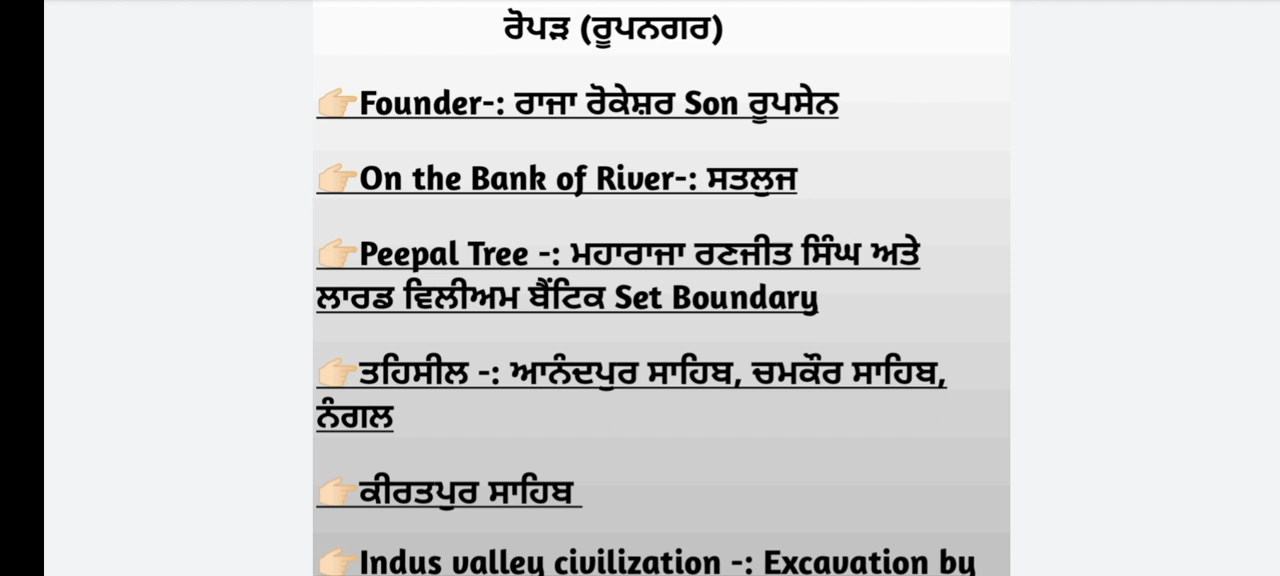 ਰੋਪੜ (ਰੂਪਨਗਰ)
👉🏻Founder-: ਰਾਜਾ ਰੋਕੇਸ਼ਰ Son ਰੂਪਸੇਨ
👉🏻On the Bank of River-: ਸਤਲੁਜ
👉🏻Peepal Tree -: ਮਹਾਰਾਜਾ ਰਣਜੀਤ ਸਿੰਘ ਅਤੇ
ਲਾਰਡ ਵਿਲੀਅਮ ਬੈਂਟਿਕ Set Boundary
👉🏻ਤਹਿਸੀਲ -: ਆਨੰਦਪੁਰ ਸਾਹਿਬ, ਚਮਕੌਰ ਸਾਹਿਬ,
ਨੰਗਲ
👉🏻ਕੀਰਤਪੁਰ ਸਾਹਿਬ
👉🏻Indus valley civilization -: Excavation by